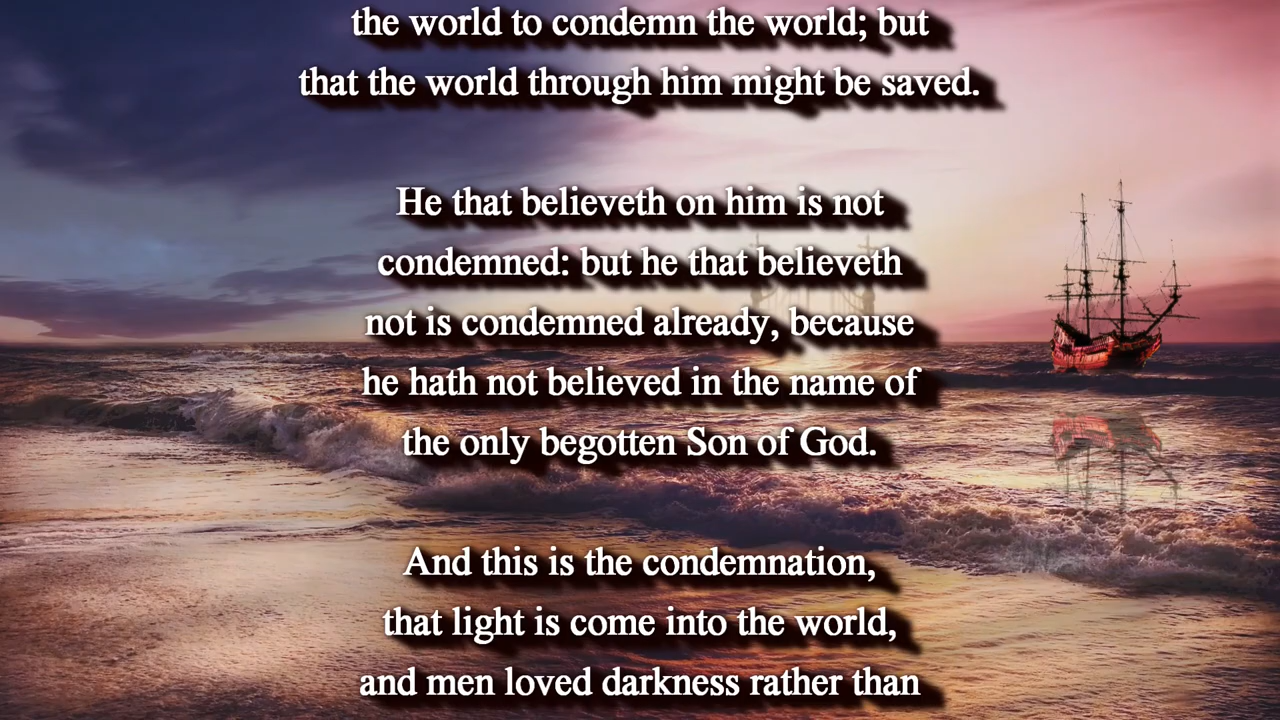 the world to condemn the world; but
that the world through him might be saved.
He that believeth on him is not
condemned: but he that believeth
not is condemned already, because
he hath not believed in the name of
the only begotten Son of God.
And this is the condemnation,
that light is come into the world,
and men loved darkness rather than